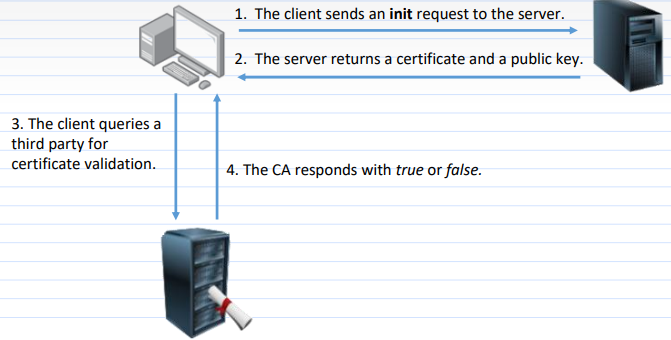 1. The client sends an init request to the server.
2. The server returns a certificate and a public key.
3. The client queries a
third party for
certificate validation.
4. The CA responds with true or false.